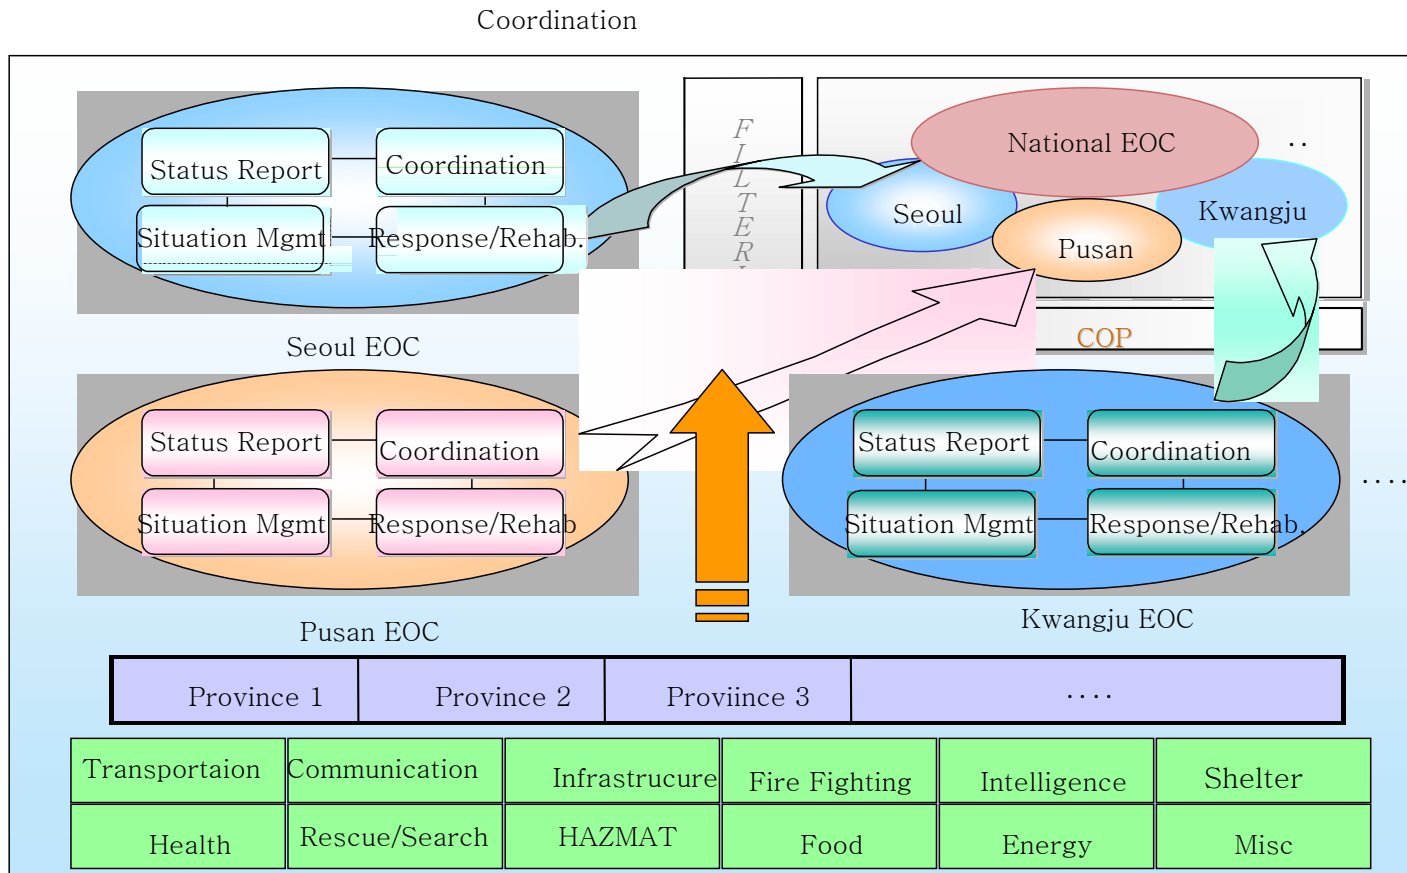 Coordination
Status Report
Coordination
Situation Mgmt
Response/Rehab.
Seoul EOC
F
I
L
T
E
R
National EOC
..
Seoul
Kwangju
Pusan
COP
Status Report
Coordination
Situation Mgmt
Response/Rehab
Pusan EOC
Status Report
Coordination
Situation Mgmt
Response/Rehab.
....
Kwangju EOC
Province 1
Province 2
Proviince 3
....
Transportaion
Communication
Infrastrucure
Fire Fighting
Intelligence
Shelter
Health
Rescue/Search
HAZMAT
Food
Energy
Misc